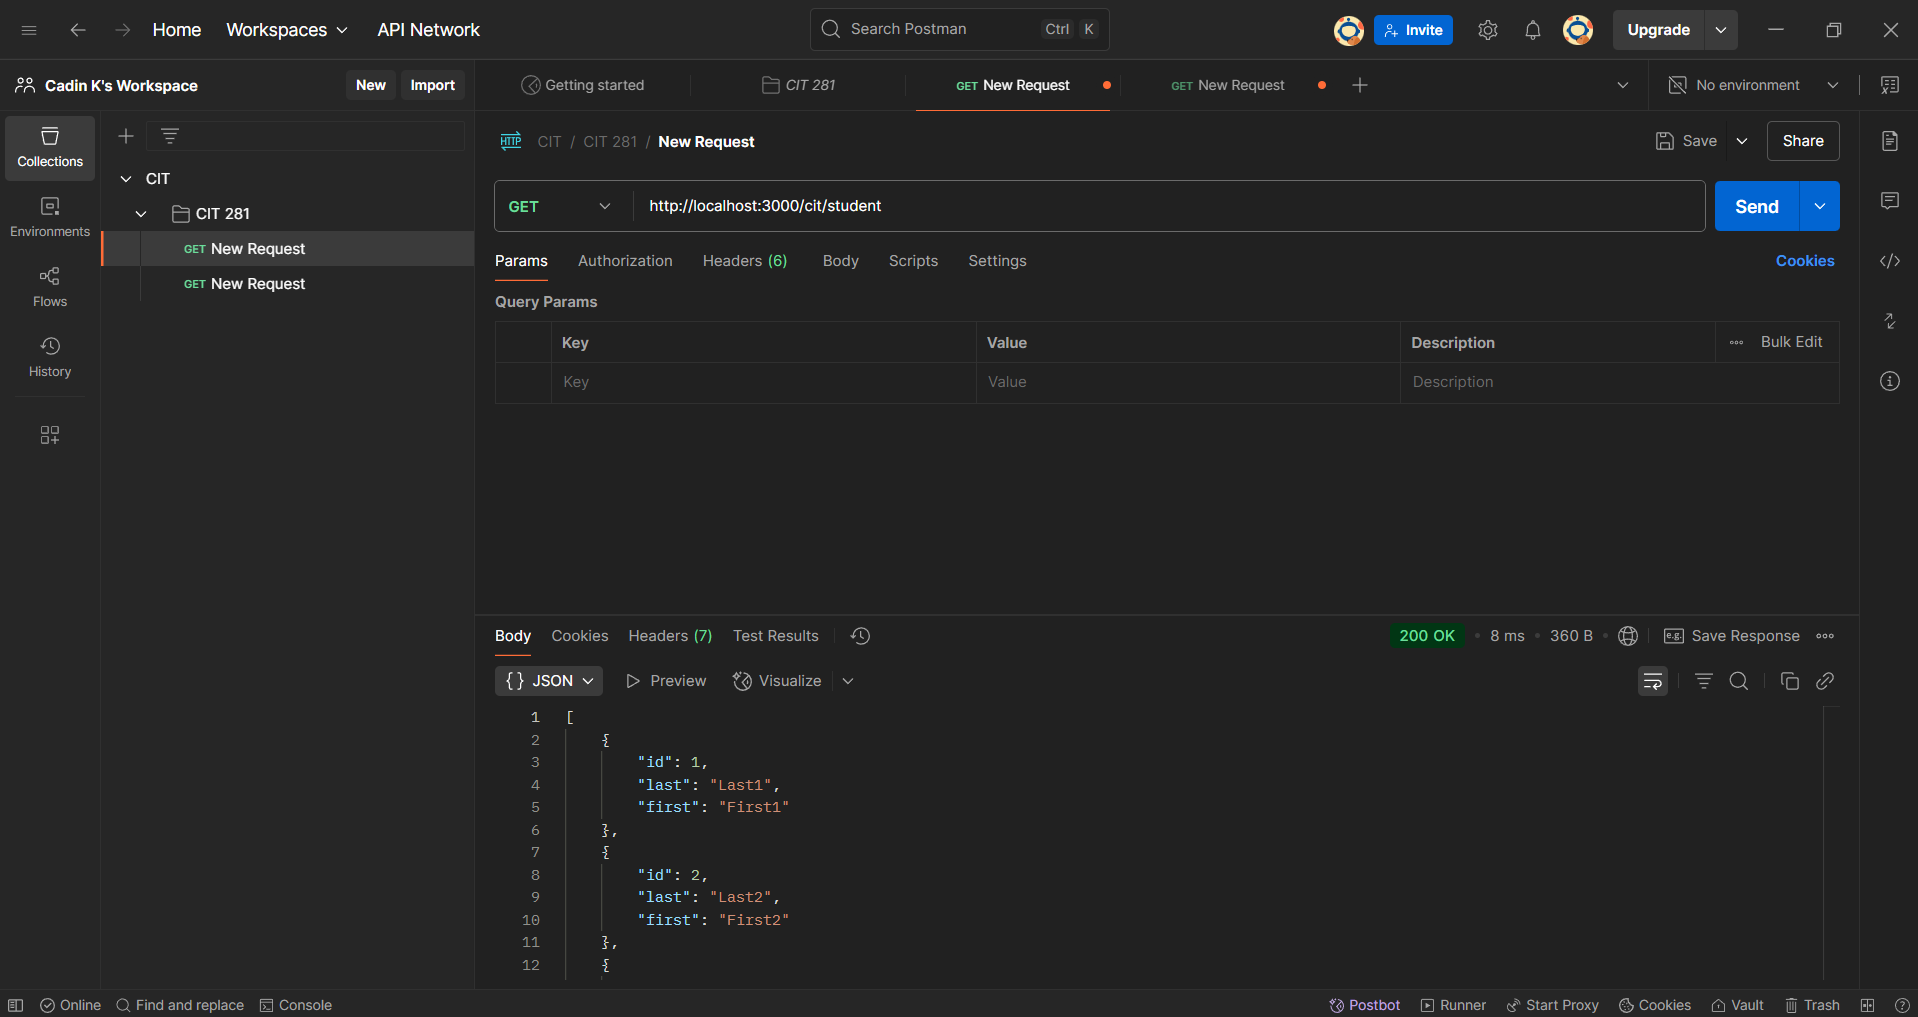 Home Workspaces API Network Search Postman Ctrl K Invite Upgrade
Cadin K's Workspace New Import Getting started CIT 281 GET New Request GET New Request No environment
Collections
Environments
Flows
History
CIT
CIT 281
GET New Request
GET New Request
HTTP CIT / CIT 281 / New Request Save Share
GET http://localhost:3000/cit/student Send
Params Authorization Headers (6) Body Scripts Settings Cookies
Query Params
Key Value Description Bulk Edit
Key Value Description
Body Cookies Headers (7) Test Results 200 OK 8 ms 360 B e.g. Save Response
{} JSON Preview Visualize
1 [
2 {
3 "id": 1,
4 "last": "Last1",
5 "first": "First1"
6 },
7 {
8 "id": 2,
9 "last": "Last2",
10 "first": "First2"
11 },
12 {
Online Find and replace Console Postbot Runner Start Proxy Cookies Vault Trash